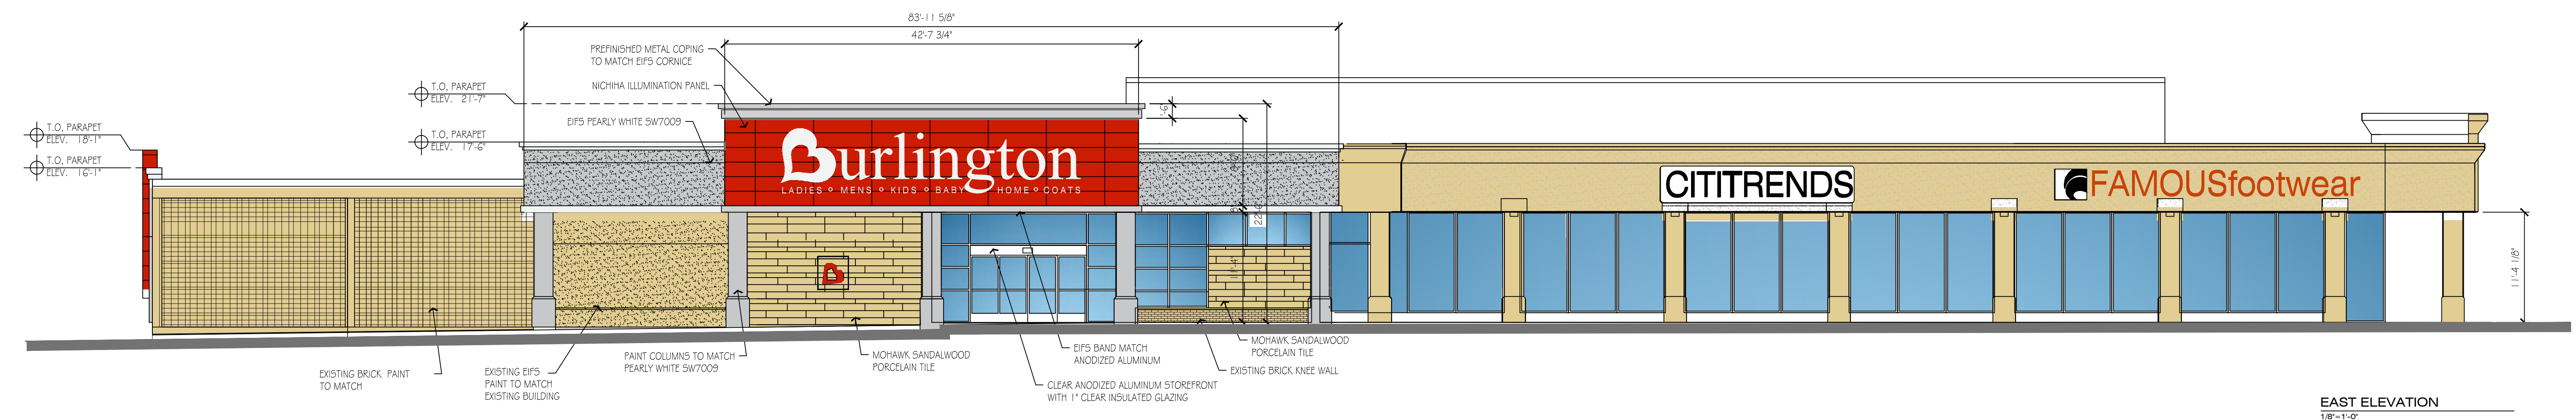 83'-11 5/8"
42'-7 3/4"
PREFINISHED METAL COPING
TO MATCH EIFS CORNICE
NICHIHA ILLUMINATION PANEL
EIFS PEARLY WHITE SW7009
T.O. PARAPET
ELEV. 21'-7"
T.O. PARAPET
ELEV. 17'-6"
T.O. PARAPET
ELEV. 18'-1"
T.O. PARAPET
ELEV. 16'-1"
Burlington
LADIES ° MENS ° KIDS ° BABY HOME ° COATS
11'-4"
CITITRENDS
FAMOUSfootwear
11'-4 1/8"
EXISTING BRICK PAINT
TO MATCH
EXISTING EIFS
PAINT TO MATCH
EXISTING BUILDING
PAINT COLUMNS TO MATCH
PEARLY WHITE SW7009
MOHAWK SANDALWOOD
PORCELAIN TILE
EIFS BAND MATCH
ANODIZED ALUMINUM
CLEAR ANODIZED ALUMINUM STOREFRONT
WITH 1" CLEAR INSULATED GLAZING
MOHAWK SANDALWOOD
PORCELAIN TILE
EXISTING BRICK KNEE WALL
EAST ELEVATION
1/8"=1'-0"